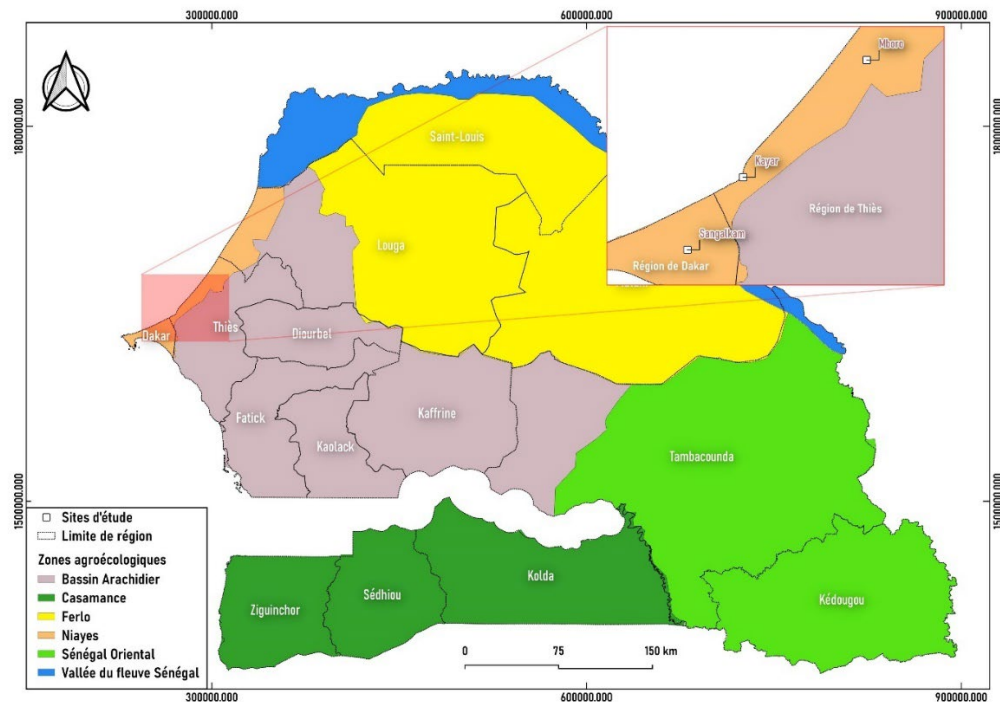 300000.000
600000.000
900000.000
1800000.000
1800000.000
Mhore
Kayar
Région de Thiès
Sangalkam
Région de Dakar
Saint-Louis
Louga
Thiès
Diourbel
Dakar
Fatick
Kaolack
Kaffrine
Tambacounda
1500000.000
1500000.000
Kolda
Sédhiou
Ziguinchor
Kédougou
Sites d'étude
Limite de région
Zones agroécologiques
Bassin Arachidier
Casamance
Ferlo
Niayes
Sénégal Oriental
Vallée du fleuve Sénégal
0
75
150 km
300000.000
600000.000
900000.000